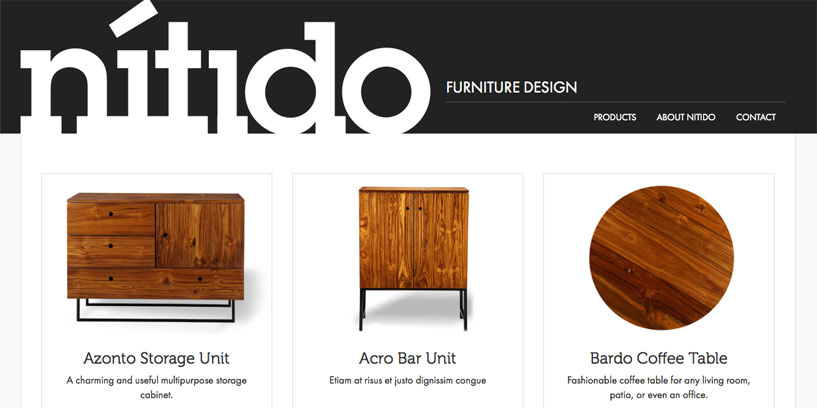 nítido
FURNITURE DESIGN
PRODUCTS ABOUT NITIDO CONTACT
Azonto Storage Unit
A charming and useful multipurpose storage
cabinet.
Acro Bar Unit
Etiam at risus et justo dignissim congue
Bardo Coffee Table
Fashionable coffee table for any living room,
patio, or even an office.